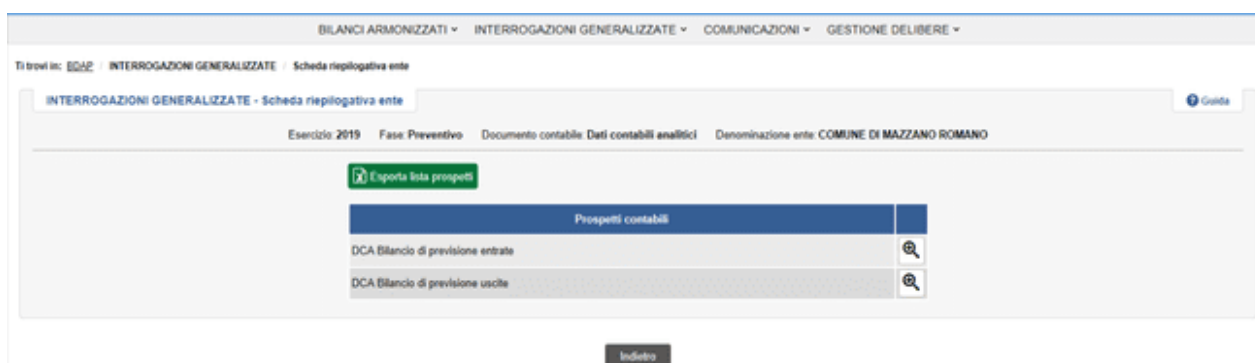 BILANCI ARMONIZZATI INTERROGAZIONI GENERALIZZATE COMUNICAZIONI GESTIONE DELIBERE
Ti trovi in: BDAP / INTERROGAZIONI GENERALIZZATE / Scheda riepilogativa ente
INTERROGAZIONI GENERALIZZATE - Scheda riepilogativa ente Guida
Esercizio: 2019 Fase: Preventivo Documento contabile: Dati contabili analitici Denominazione ente: COMUNE DI MAZZANO ROMANO
Esporta lista prospetti
Prospetti contabili
DCA Bilancio di previsione entrate
DCA Bilancio di previsione uscite
Indietro